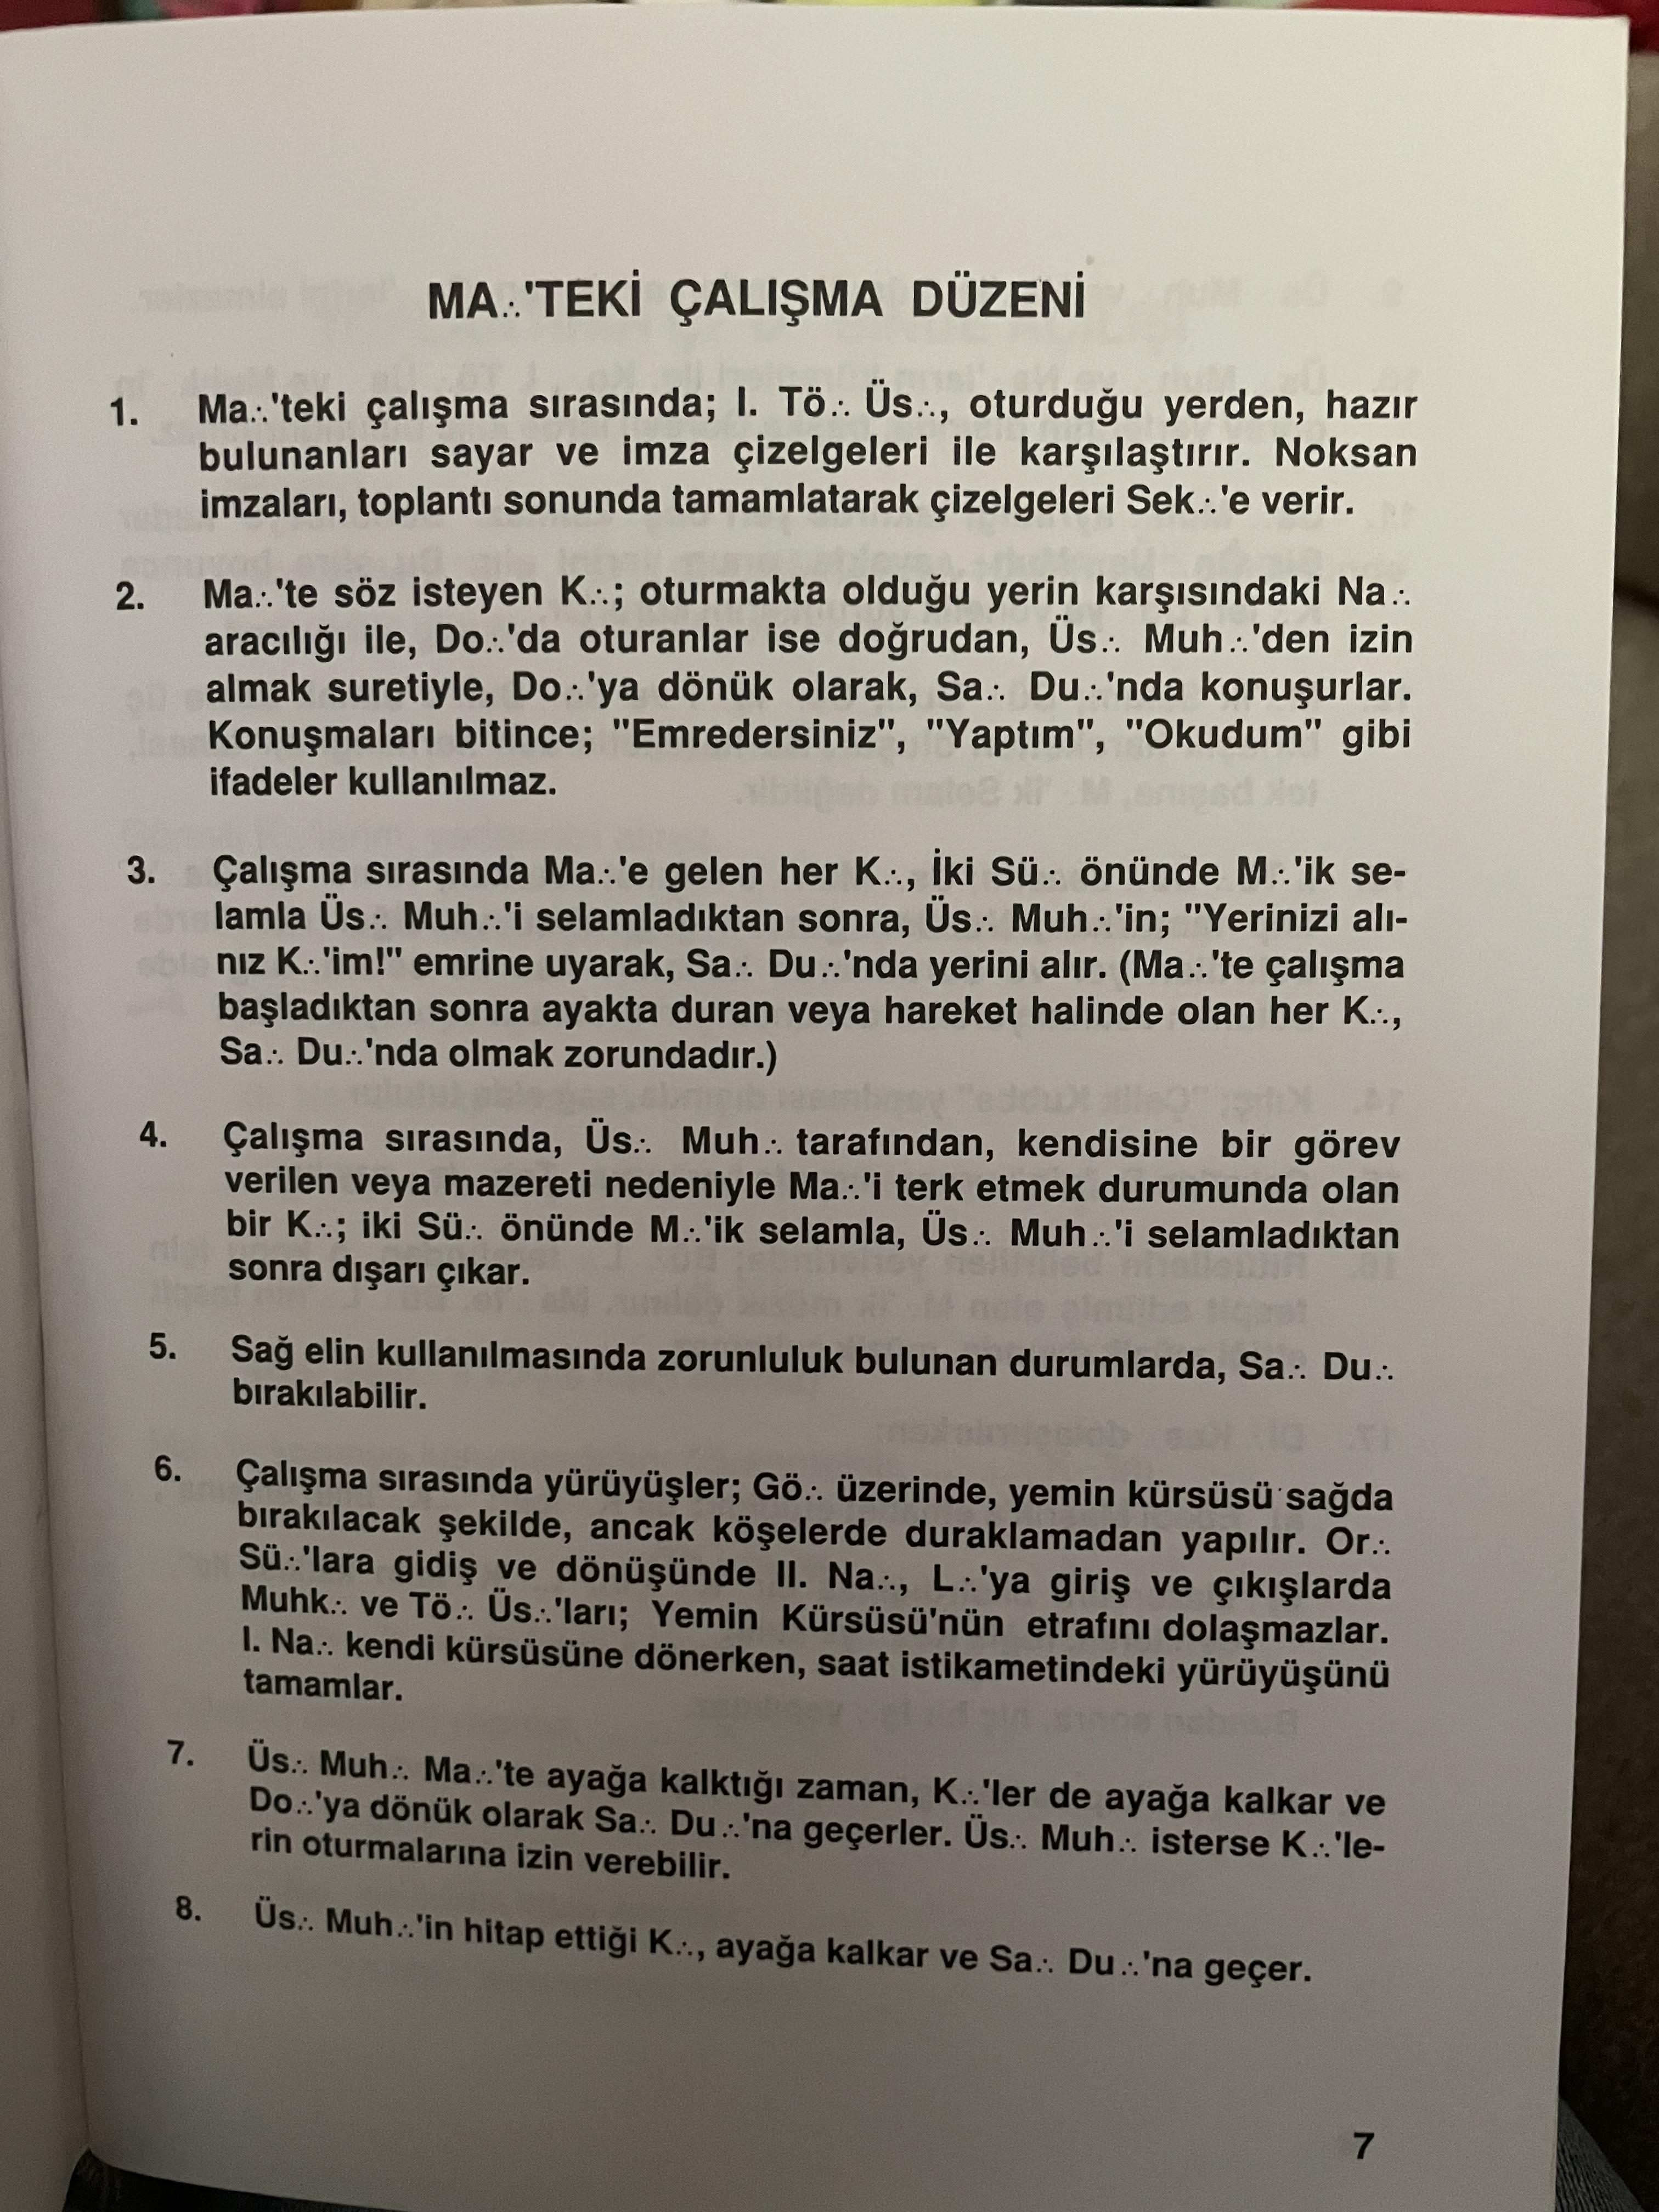 MA∴'TEKİ ÇALIŞMA DÜZENİ
1. Ma∴'teki çalışma sırasında; I. Tö∴ Üs∴, oturduğu yerden, hazır
bulunanları sayar ve imza çizelgeleri ile karşılaştırır. Noksan
imzaları, toplantı sonunda tamamlatarak çizelgeleri Sek∴'e verir.
2. Ma∴'te söz isteyen K∴; oturmakta olduğu yerin karşısındaki Na∴
aracılığı ile, Do∴'da oturanlar ise doğrudan, Üs∴ Muh∴'den izin
almak suretiyle, Do∴'ya dönük olarak, Sa∴ Du∴'nda konuşurlar.
Konuşmaları bitince; "Emredersiniz", "Yaptım", "Okudum" gibi
ifadeler kullanılmaz.
3. Çalışma sırasında Ma∴'e gelen her K∴, İki Sü∴ önünde M∴'ik se-
lamla Üs∴ Muh∴'i selamladıktan sonra, Üs∴ Muh∴'in; "Yerinizi alı-
nız K∴'im!" emrine uyarak, Sa∴ Du∴'nda yerini alır. (Ma∴'te çalışma
başladıktan sonra ayakta duran veya hareket halinde olan her K∴,
Sa∴ Du∴'nda olmak zorundadır.)
4. Çalışma sırasında, Üs∴ Muh∴ tarafından, kendisine bir görev
verilen veya mazereti nedeniyle Ma∴'i terk etmek durumunda olan
bir K∴; iki Sü∴ önünde M∴'ik selamla, Üs∴ Muh∴'i selamladıktan
sonra dışarı çıkar.
5. Sağ elin kullanılmasında zorunluluk bulunan durumlarda, Sa∴ Du∴
bırakılabilir.
6. Çalışma sırasında yürüyüşler; Gö∴ üzerinde, yemin kürsüsü sağda
bırakılacak şekilde, ancak köşelerde duraklamadan yapılır. Or∴
Sü∴'lara gidiş ve dönüşünde II. Na∴, L∴'ya giriş ve çıkışlarda
Muhk∴ ve Tö∴ Üs∴'ları; Yemin Kürsüsü'nün etrafını dolaşmazlar.
I. Na∴ kendi kürsüsüne dönerken, saat istikametindeki yürüyüşünü
tamamlar.
7. Üs∴ Muh∴ Ma∴'te ayağa kalktığı zaman, K∴'ler de ayağa kalkar ve
Do∴'ya dönük olarak Sa∴ Du∴'na geçerler. Üs∴ Muh∴ isterse K∴'le-
rin oturmalarına izin verebilir.
8. Üs∴ Muh∴'in hitap ettiği K∴, ayağa kalkar ve Sa∴ Du∴'na geçer.
7